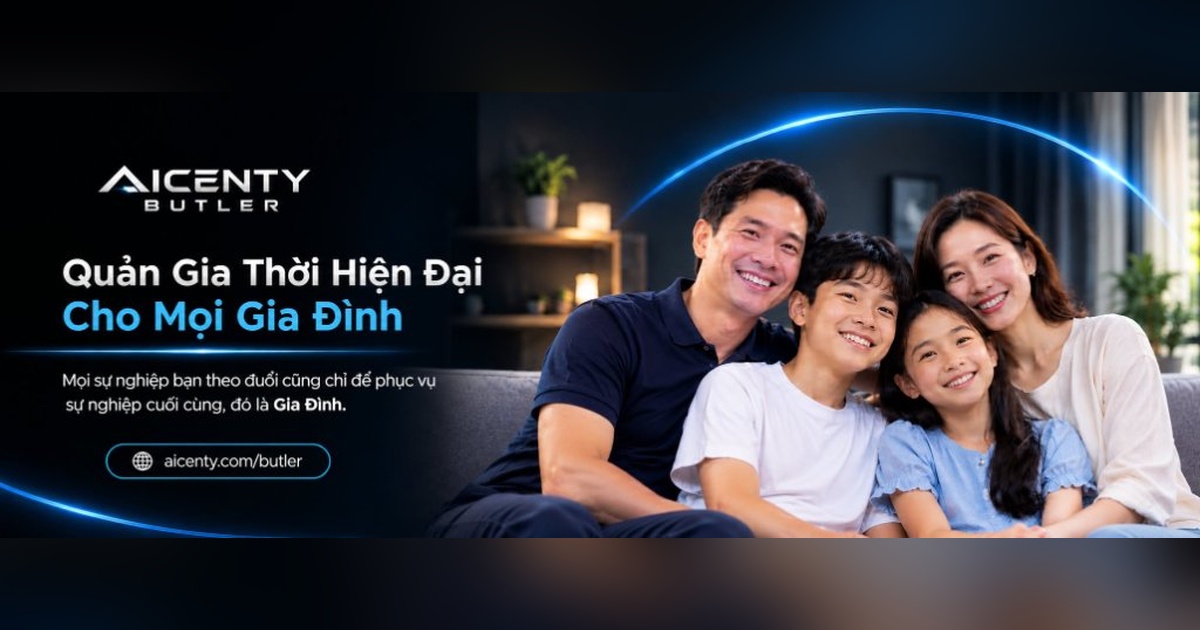 AICENTY
BUTLER
Quản Gia Thời Hiện Đại
Cho Mọi Gia Đình
Mọi sự nghiệp bạn theo đuổi cũng chỉ để phục vụ
sự nghiệp cuối cùng, đó là Gia Đình.
aicenty.com/butler